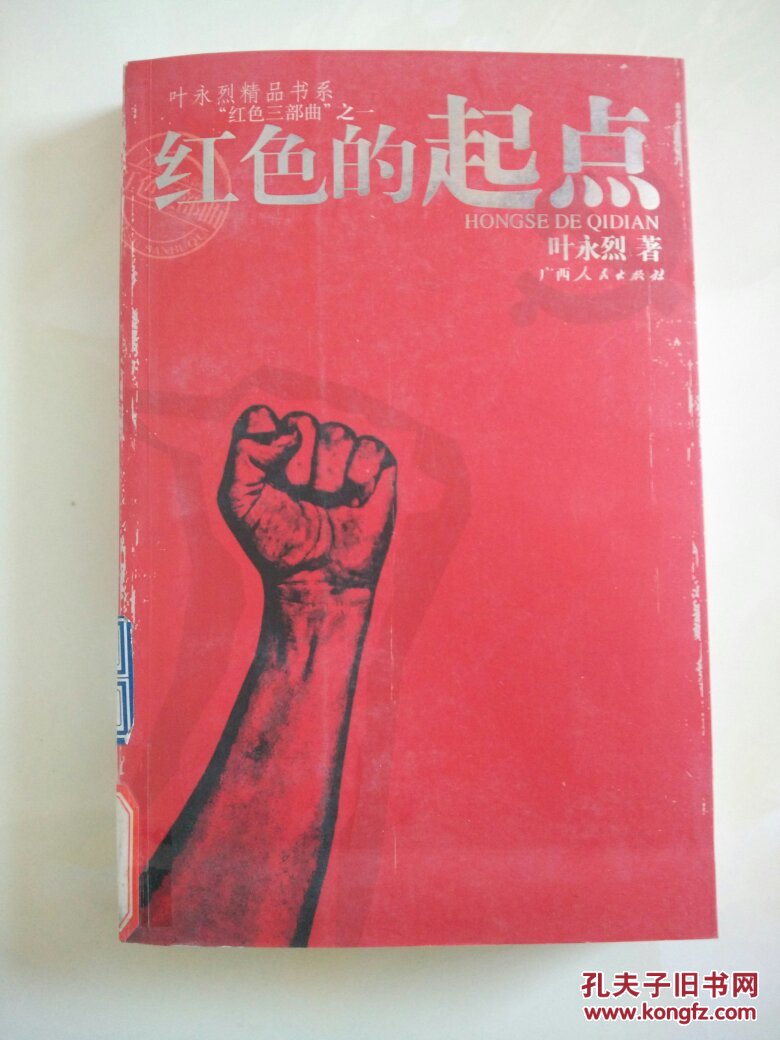 叶永烈精品书系
“红色三部曲”之一
红色的起点
HONGSE DE QIDIAN
叶永烈 著
广西人民出版社
SANBUQU
孔夫子旧书网
www.kongfz.com